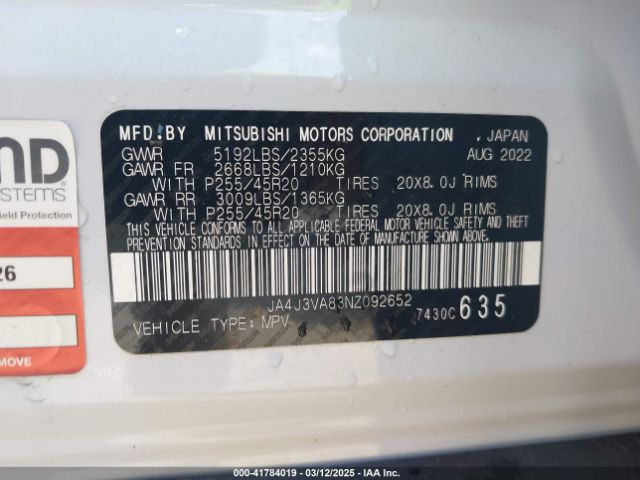 MFD.BY MITSUBISHI MOTORS CORPORATION . JAPAN
GVWR 5192LBS/2355KG AUG 2022
GAWR FR 2668LBS/1210KG
WITH P255/45R20 TIRES 20X8.0J RIMS
GAWR RR 3009LBS/1365KG
WITH P255/45R20 TIRES 20X8.0J RIMS
THIS VEHICLE CONFORMS TO ALL APPLICABLE FEDERAL MOTOR VEHICLE SAFETY AND THEFT
PREVENTION STANDARDS IN EFFECT ON THE DATE OF MANUFACTURE SHOWN ABOVE.
JA4J3VA83NZ092652
VEHICLE TYPE: MPV 7430C 635
ND
SYSTEMS
ield Protection
26
MOVE
000-41784019 - 03/12/2025 - IAA Inc.